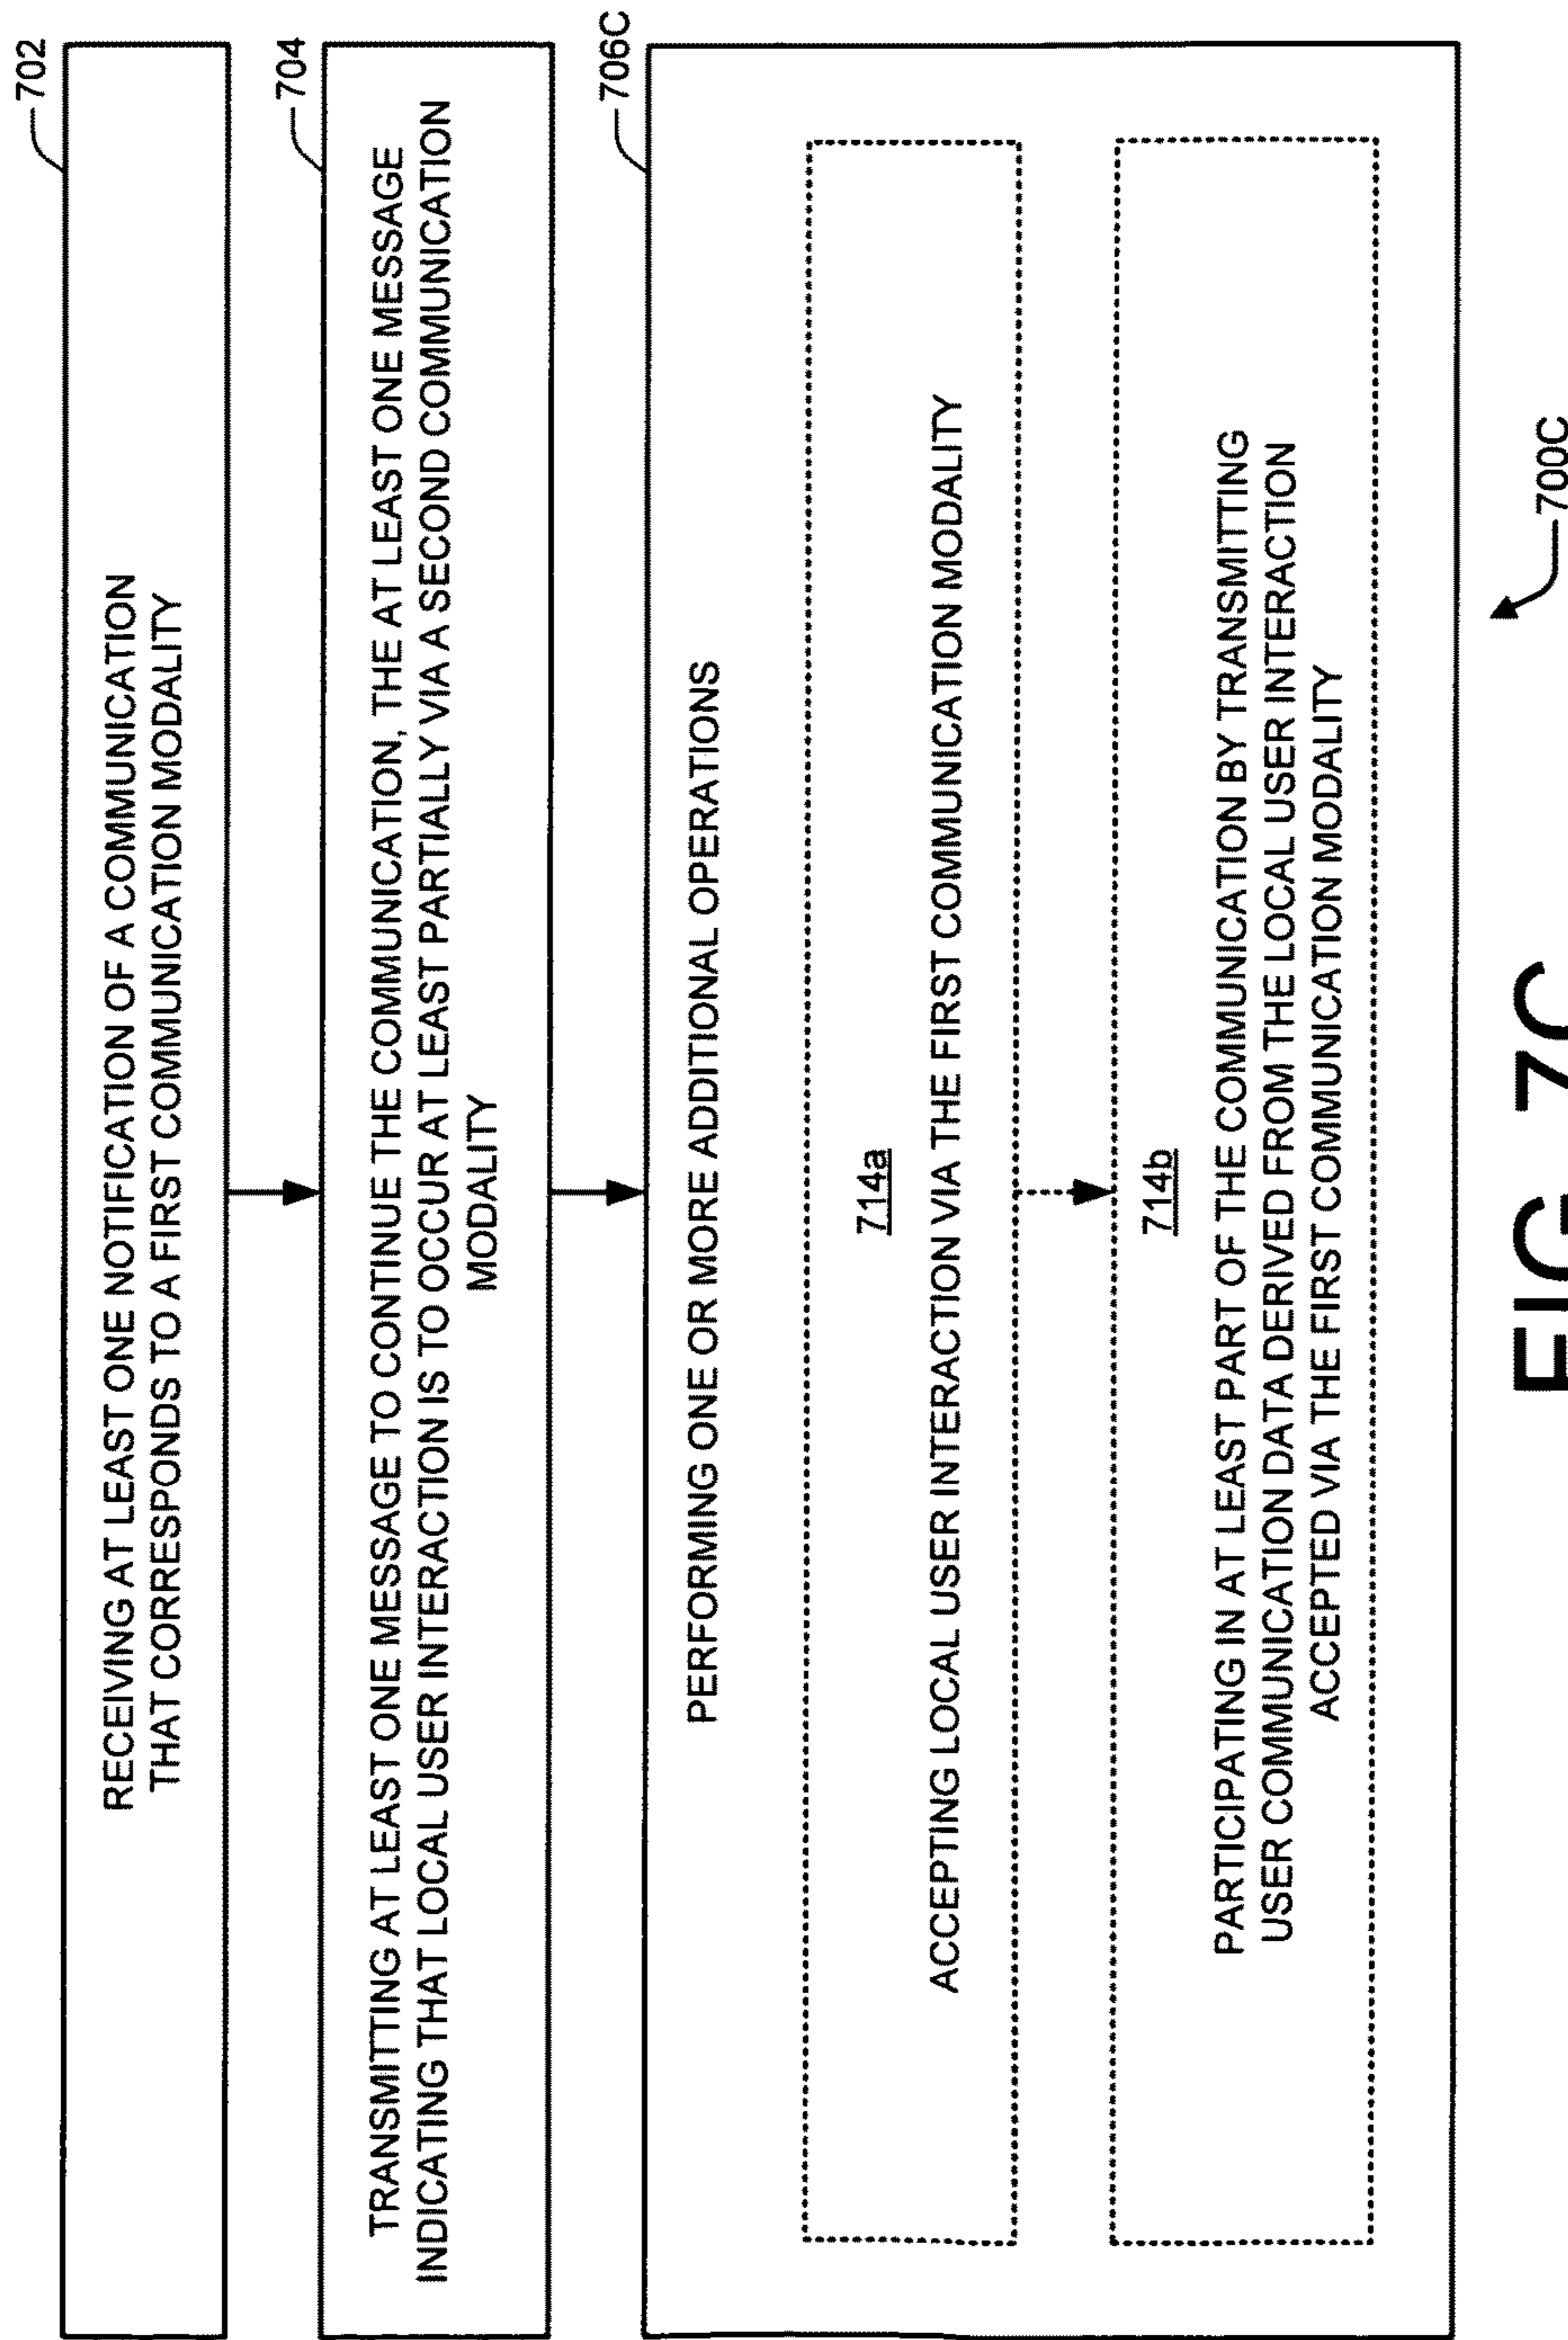 702
RECEIVING AT LEAST ONE NOTIFICATION OF A COMMUNICATION
THAT CORRESPONDS TO A FIRST COMMUNICATION MODALITY
704
TRANSMITTING AT LEAST ONE MESSAGE TO CONTINUE THE COMMUNICATION, THE AT LEAST ONE MESSAGE
INDICATING THAT LOCAL USER INTERACTION IS TO OCCUR AT LEAST PARTIALLY VIA A SECOND COMMUNICATION
MODALITY
706C
PERFORMING ONE OR MORE ADDITIONAL OPERATIONS
714a
ACCEPTING LOCAL USER INTERACTION VIA THE FIRST COMMUNICATION MODALITY
714b
PARTICIPATING IN AT LEAST PART OF THE COMMUNICATION BY TRANSMITTING
USER COMMUNICATION DATA DERIVED FROM THE LOCAL USER INTERACTION
ACCEPTED VIA THE FIRST COMMUNICATION MODALITY
700C
FIG 7C